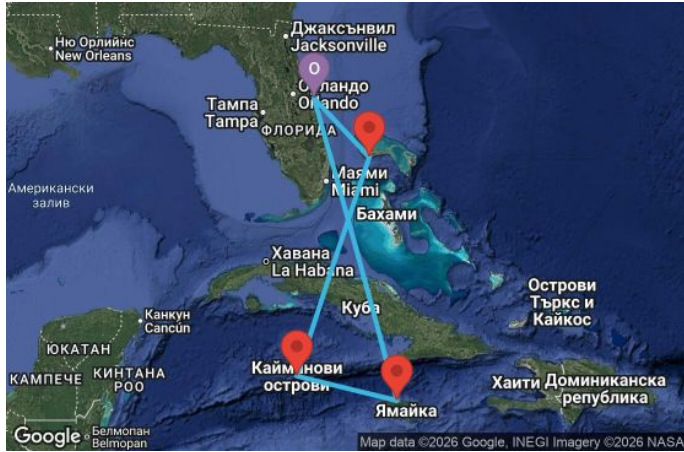 Джаксънвил
Jacksonville
Ню Орлийнс
New Orleans
O
Орландо
Orlando
Тампа
Tampa
ФЛОРИДА
Маями
Miami
Американски
залив
Бахами
Хавана
La Habana
Куба
Острови
Търкс и
Кайкос
Канкун
Cancún
ЮКАТАН
КАМПЕЧЕ
КИНТАНА
РОО
Кайманови
острови
Ямайка
Хаити
Доминиканска
република
Google
Белмопан
Belmopan
Map data ©2026 Google, INEGI Imagery ©2026 NASA